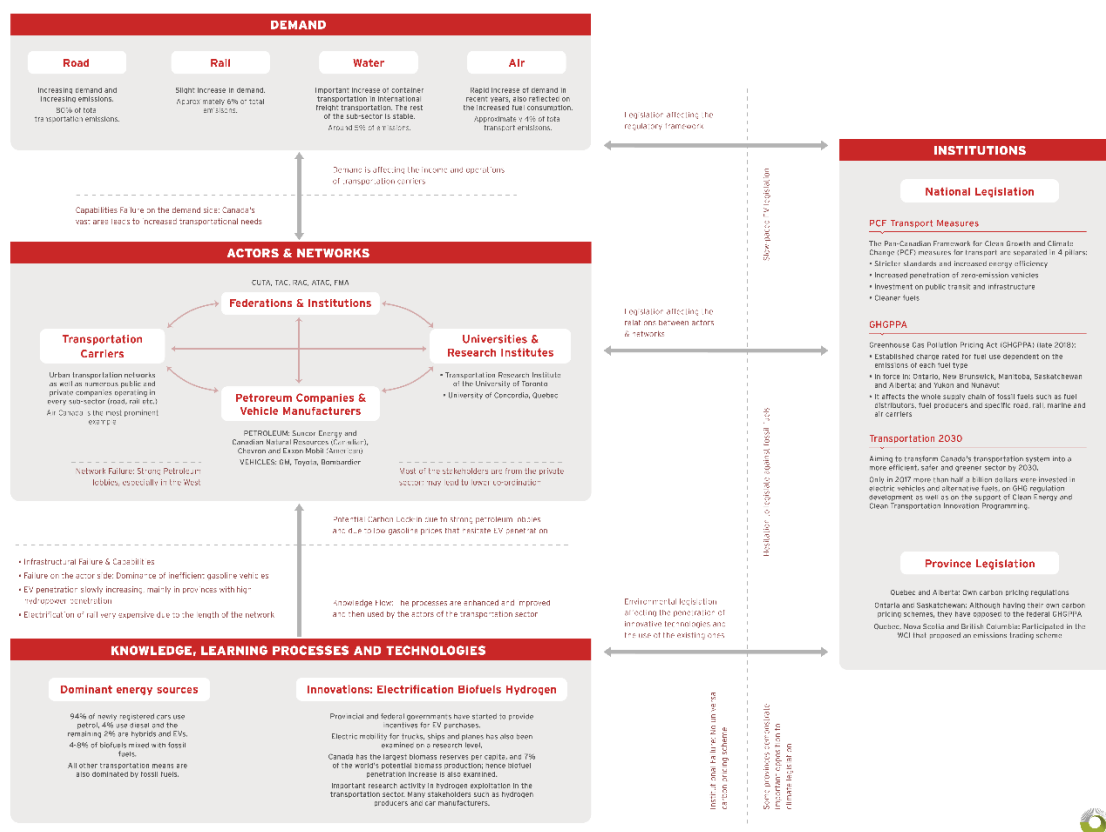 DEMAND
Road
Increasing demand and
increasing emissions.
80% of tota
transportation emissions.
Rail
Slight increase in demand.
Approximately 6% of total
emissions.
Water
Important increase of container
transportation in international
freight transportation. The rest
of the sub-sector is stable.
Around 5% of emissions.
Air
Rapid increase of demand in
recent years, also reflected on
the increased fuel consumption.
Approximately 4% of tota
transport emissions.
Demand is affecting the income and operations
of transportation carriers
Capabilities Failure on the demand side: Canada's
vast area leads to increased transportational needs
ACTORS & NETWORKS
CUTA, TAC, RAC, ATAC, FMA
Federations & Institutions
Transportation
Carriers
Urban transportation networks
as well as numerous public and
private companies operating in
every sub-sector (road, rail etc.)
Air Canada is the most prominent
example
Universities &
Research Institutes
• Transportation Research Institute
of the University of Toronto
• University of Concordia, Quebec
Petroreum Companies &
Vehicle Manufacturers
PETROLEUM: Suncor Energy and
Canadian Natural Resources (Canadian),
Chevron and Exxon Mobil (American)
VEHICLES: GM, Toyota, Bombardier
Network Failure: Strong Petroleum
lobbies, especially in the West
Most of the stakeholders are from the private
sector: may lead to lower co-ordination
Potential Carbon Lock-in due to strong petroleum lobbies
and due to low gasoline prices that hesitate EV penetration
• Infrastructural Failure & Capabilities
• Failure on the actor side: Dominance of inefficient gasoline vehicles
• EV penetration slowly increasing, mainly in provinces with high
hydropower penetration
• Electrification of rail very expensive due to the length of the network
Knowledge Flow: The processes are enhanced and improved
and then used by the actors of the transportation sector
KNOWLEDGE, LEARNING PROCESSES AND TECHNOLOGIES
Dominant energy sources
94% of newly registered cars use
petrol, 4% use diesel and the
remaining 2% are hybrids and EVs.
4-8% of biofuels mixed with fossil
fuels.
All other transportation means are
also dominated by fossil fuels.
Innovations: Electrification Biofuels Hydrogen
Provincial and federal governments have started to provide
incentives for EV purchases.
Electric mobility for trucks, ships and planes has also been
examined on a research level.
Canada has the largest biomass reserves per capita, and 7%
of the world's potential biomass production; hence biofuel
penetration increase is also examined.
Important research activity in hydrogen exploitation in the
transportation sector. Many stakeholders such as hydrogen
producers and car manufacturers.
Legislation affecting the
regulatory framework
Slow-paced EV legislation
Legislation affecting the
relations between actors
& networks
Hesitation to legislate against fossil fuels
Environmental legislation
affecting the penetration of
innovative technologies and
the use of the existing ones
Institutional Failure: No universa
carbon pricing scheme
Some provinces demonstrate
important opposition to
climate legislation
INSTITUTIONS
National Legislation
PCF Transport Measures
The Pan-Canadian Framework for Clean Growth and Climate
Change (PCF) measures for transport are separated in 4 pillars:
• Stricter standards and increased energy efficiency
• Increased penetration of zero-emission vehicles
• Investment on public transit and infrastructure
• Cleaner fuels
GHGPPA
Greenhouse Gas Pollution Pricing Act (GHGPPA) (late 2018):
• Established charge rated for fuel use dependent on the
emissions of each fuel type
• In force in: Ontario, New Brunswick, Manitoba, Saskatchewan
and Alberta; and Yukon and Nunavut
• It affects the whole supply chain of fossil fuels such as fuel
distributors, fuel producers and specific road, rail, marine and
air carriers
Transportation 2030
Aiming to transform Canada's transportation system into a
more efficient, safer and greener sector by 2030.
Only in 2017 more than half a billion dollars were invested in
electric vehicles and alternative fuels, on GHG regulation
development as well as on the support of Clean Energy and
Clean Transportation Innovation Programming.
Province Legislation
Quebec and Alberta: Own carbon pricing regulations
Ontario and Saskatchewan: Although having their own carbon
pricing schemes, they have opposed to the federal GHGPPA
Quebec, Nova Scotia and British Columbia: Participated in the
WCI that proposed an emissions trading scheme